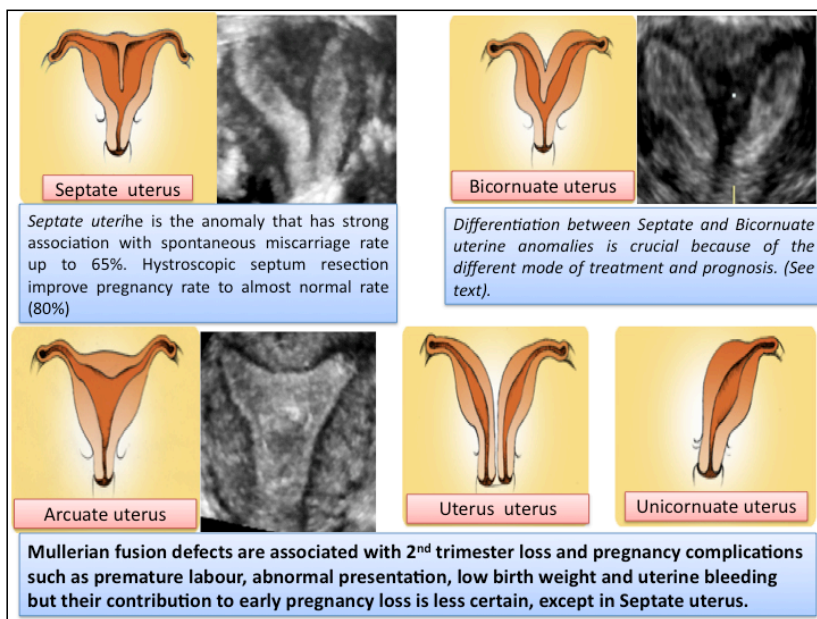 Septate uterus
Septate uterihe is the anomaly that has strong
association with spontaneous miscarriage rate
up to 65%. Hystroscopic septum resection
improve pregnancy rate to almost normal rate
(80%)
Bicornuate uterus
Differentiation between Septate and Bicornuate
uterine anomalies is crucial because of the
different mode of treatment and prognosis. (See
text).
Arcuate uterus
Uterus uterus
Unicornuate uterus
Mullerian fusion defects are associated with 2nd trimester loss and pregnancy complications
such as premature labour, abnormal presentation, low birth weight and uterine bleeding
but their contribution to early pregnancy loss is less certain, except in Septate uterus.